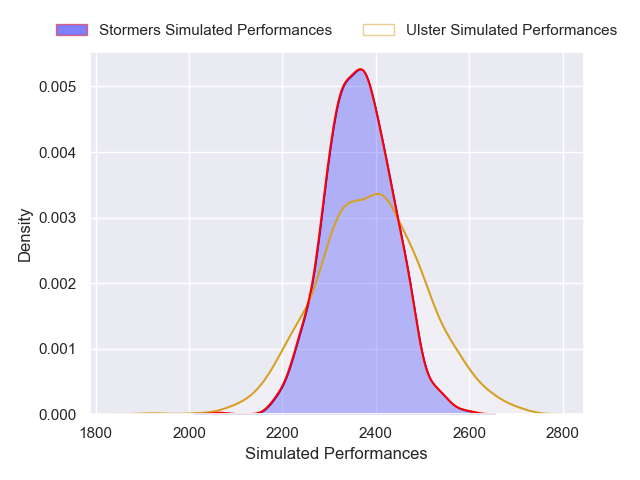 Stormers Simulated Performances
Ulster Simulated Performances
Density
0.005
0.004
0.003
0.002
0.001
0.000
1800 2000 2200 2400 2600 2800
Simulated Performances